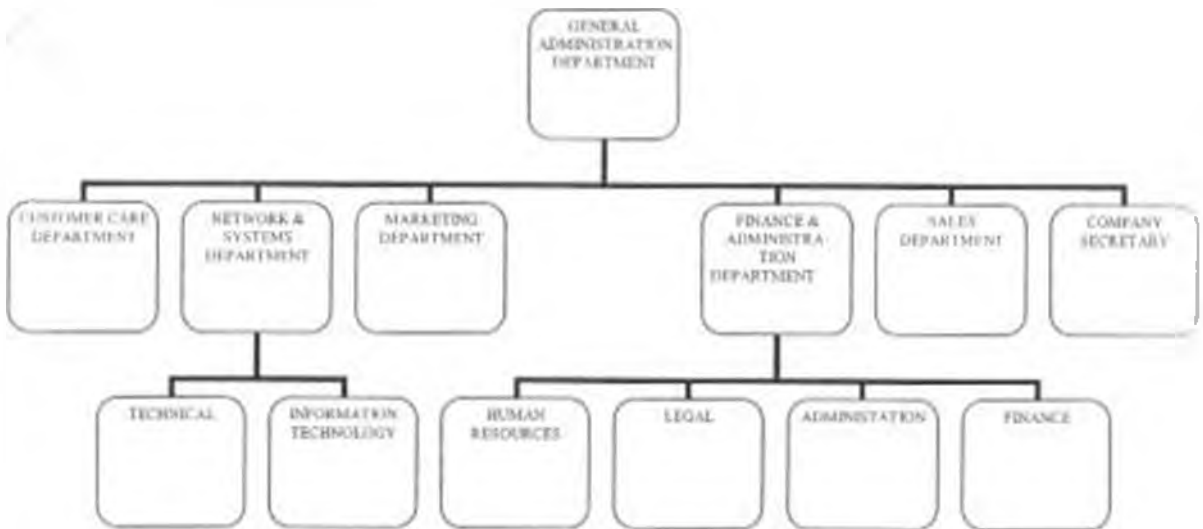 GENERAL
ADMINISTRATION
DEPARTMENT
CUSTOMER CARE
DEPARTMENT
NETWORK &
SYSTEMS
DEPARTMENT
MARKETING
DEPARTMENT
FINANCE &
ADMINISTRA
TION
DEPARTMENT
SALES
DEPARTMENT
COMPANY
SECRETARY
TECHNICAL
INFORMATION
TECHNOLOGY
HUMAN
RESOURCES
LEGAL
ADMINISTATION
FINANCE